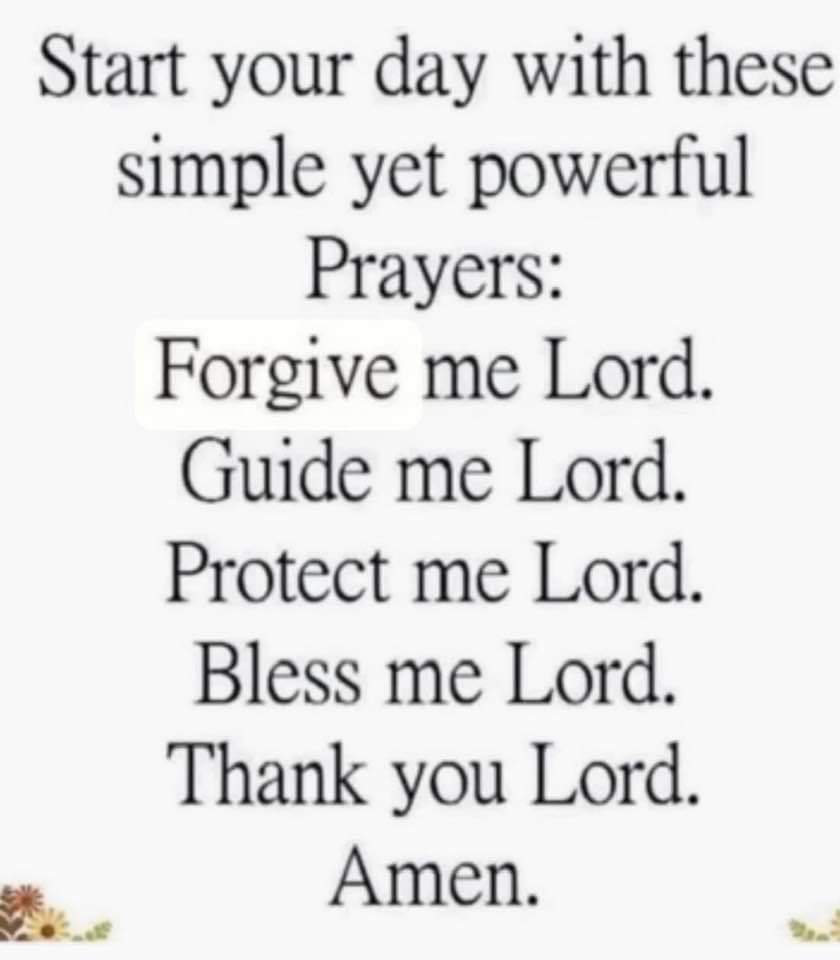 Start your day with these
simple yet powerful
Prayers:
Forgive me Lord.
Guide me Lord.
Protect me Lord.
Bless me Lord.
Thank you Lord.
Amen.